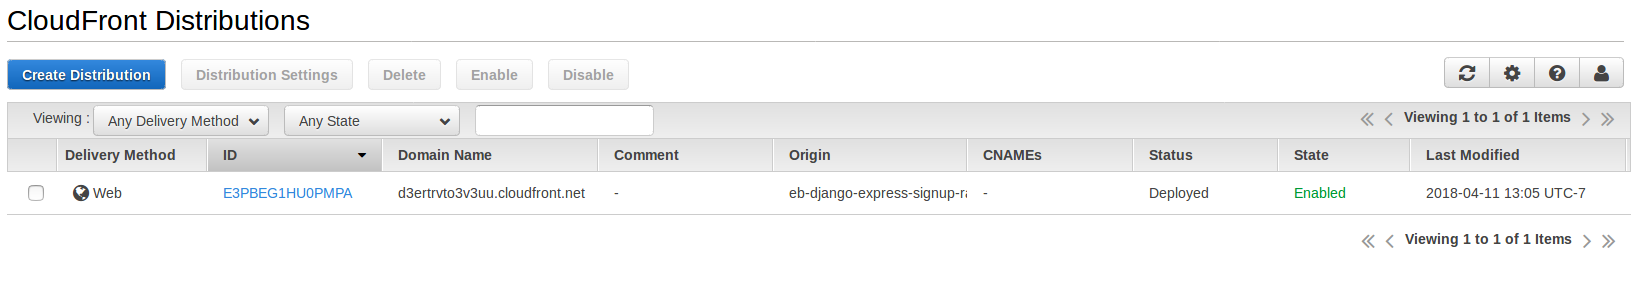 CloudFront Distributions
Create Distribution Distribution Settings Delete Enable Disable
Viewing : Any Delivery Method Any State Viewing 1 to 1 of 1 Items
Delivery Method ID Domain Name Comment Origin CNAMEs Status State Last Modified
Web E3PBEG1HU0PMPA d3ertrvto3v3uu.cloudfront.net - eb-django-express-signup-ra - Deployed Enabled 2018-04-11 13:05 UTC-7
Viewing 1 to 1 of 1 Items